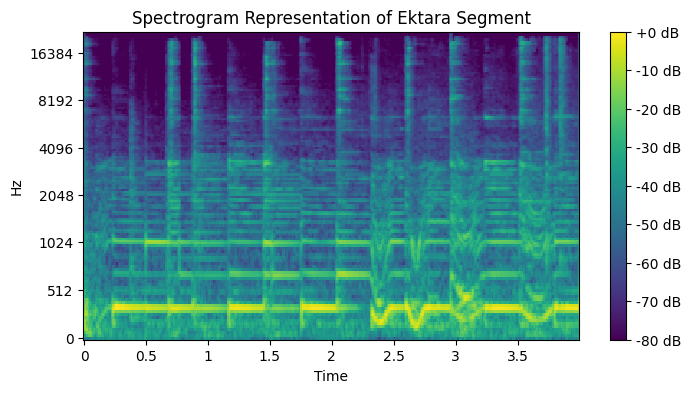 Spectrogram Representation of Ektara Segment
Hz
16384
8192
4096
2048
1024
512
0
0
0.5
1
1.5
2
2.5
3
3.5
Time
+0 dB
-10 dB
-20 dB
-30 dB
-40 dB
-50 dB
-60 dB
-70 dB
-80 dB